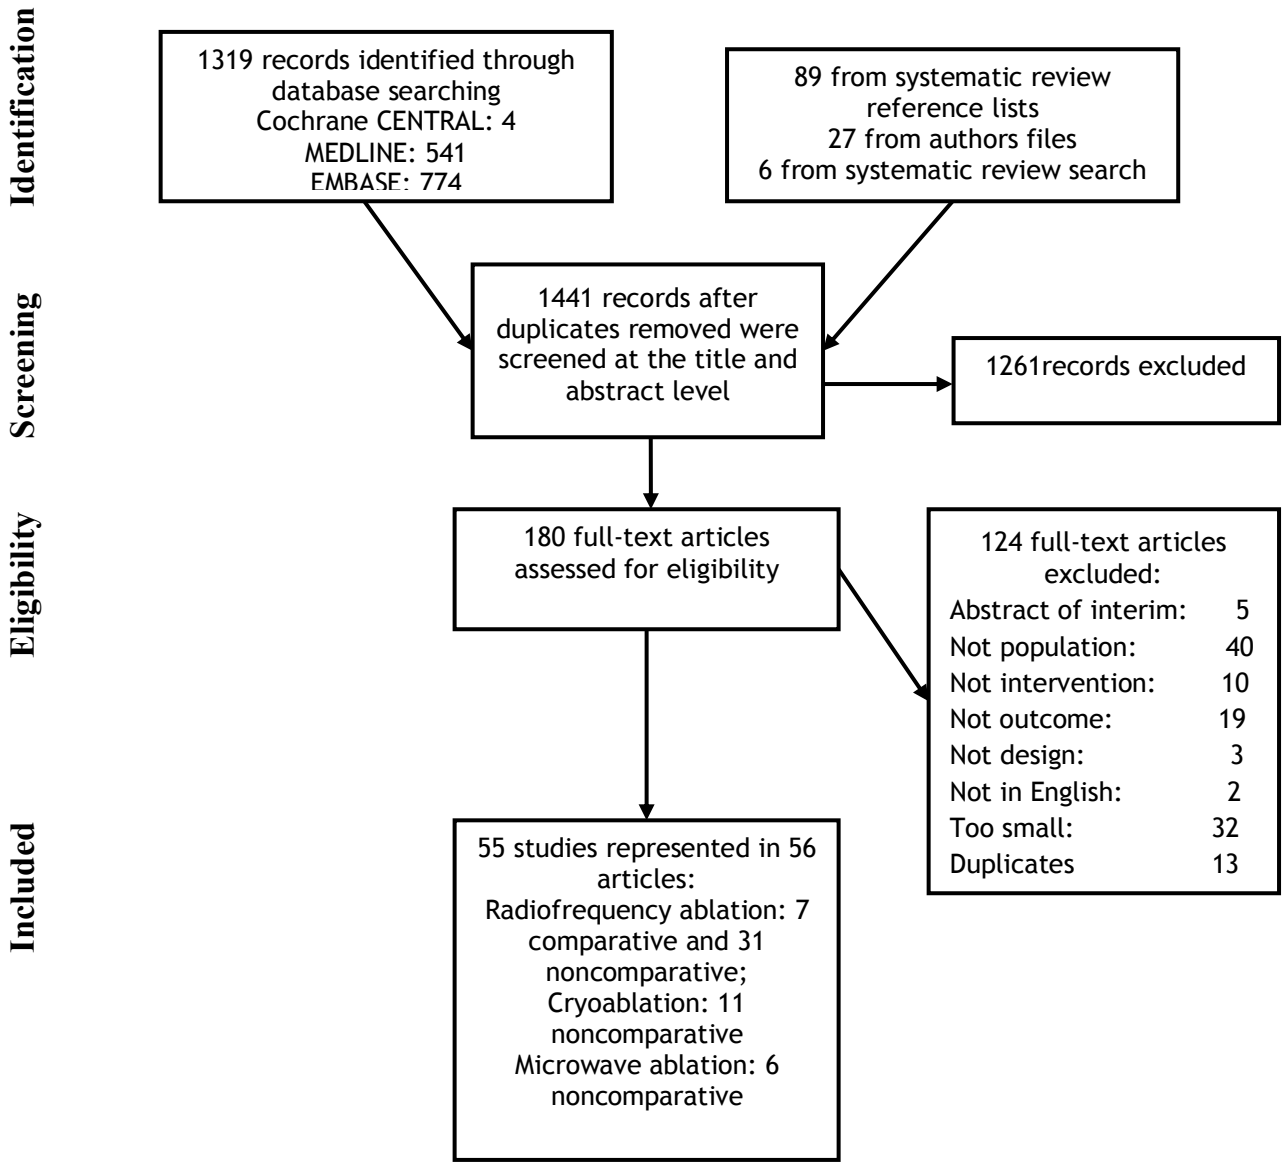 Identification
1319 records identified through
database searching
Cochrane CENTRAL: 4
MEDLINE: 541
EMBASE: 774
89 from systematic review
reference lists
27 from authors files
6 from systematic review search
Screening
1441 records after
duplicates removed were
screened at the title and
abstract level
1261records excluded
Eligibility
180 full-text articles
assessed for eligibility
124 full-text articles
excluded:
Abstract of interim: 5
Not population: 40
Not intervention: 10
Not outcome: 19
Not design: 3
Not in English: 2
Too small: 32
Duplicates 13
Included
55 studies represented in 56
articles:
Radiofrequency ablation: 7
comparative and 31
noncomparative;
Cryoablation: 11
noncomparative
Microwave ablation: 6
noncomparative